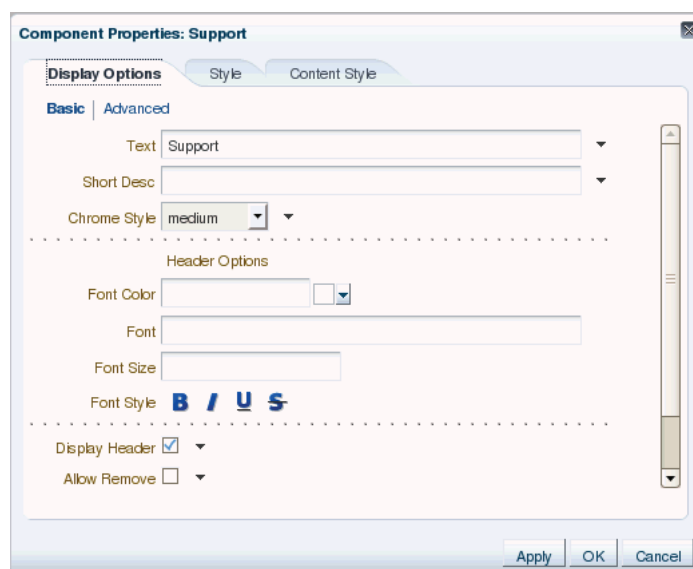 Component Properties: Support
Display Options Style Content Style
Basic | Advanced
Text Support
Short Desc
Chrome Style medium
Header Options
Font Color
Font
Font Size
Font Style B I U S
Display Header
Allow Remove
Apply OK Cancel